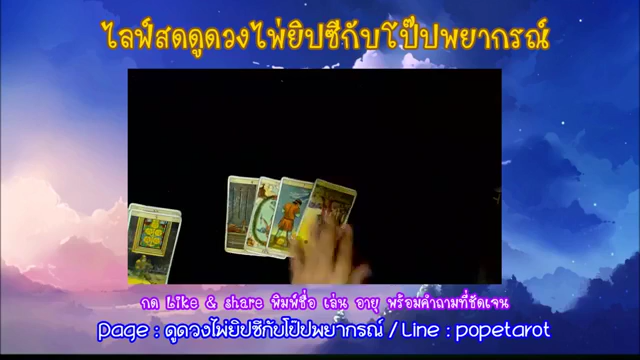 ไลฟ์สดดูดวงไพ่ยิปซีกับโป๊ปพยากรณ์
กด Like & share พิมพ์ชื่อ เล่น อายุ พร้อมคำถามที่ชัดเจน
Page : ดูดวงไพ่ยิปซีกับโป๊ปพยากรณ์ / Line : popetarot